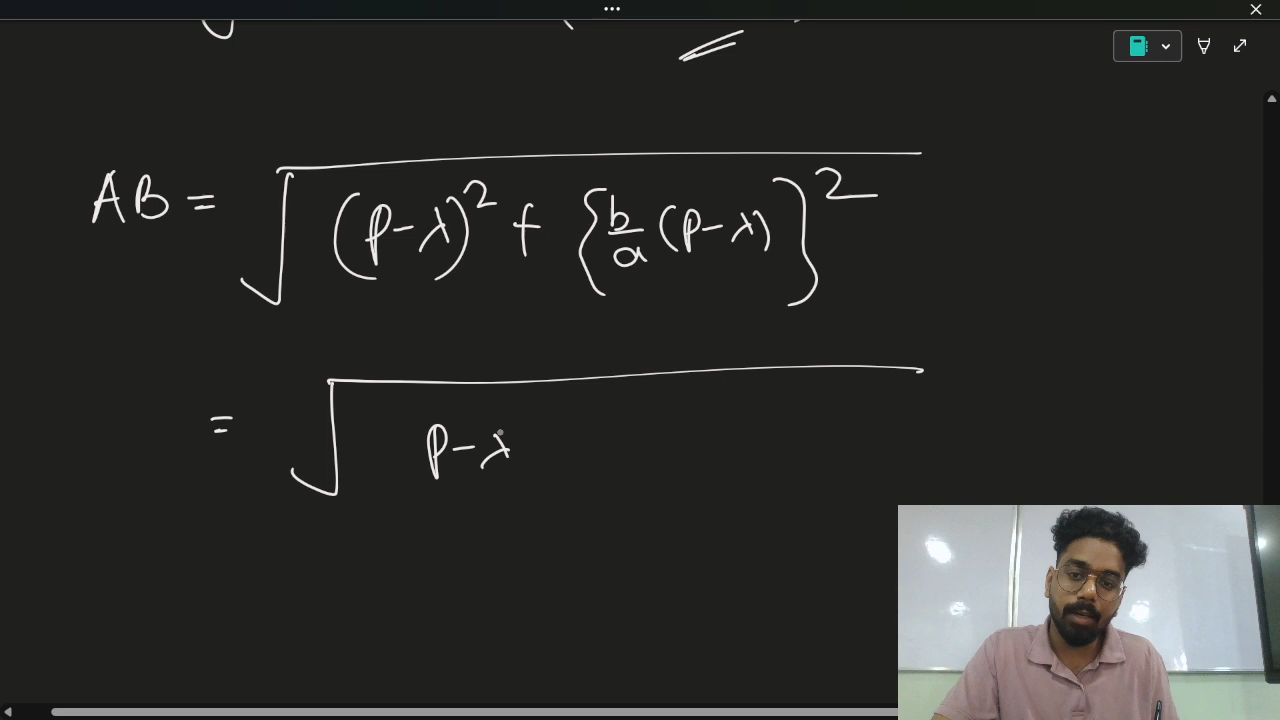 AB = √((p-λ)² + {b/a (p-λ)}²)
= √(p-λ